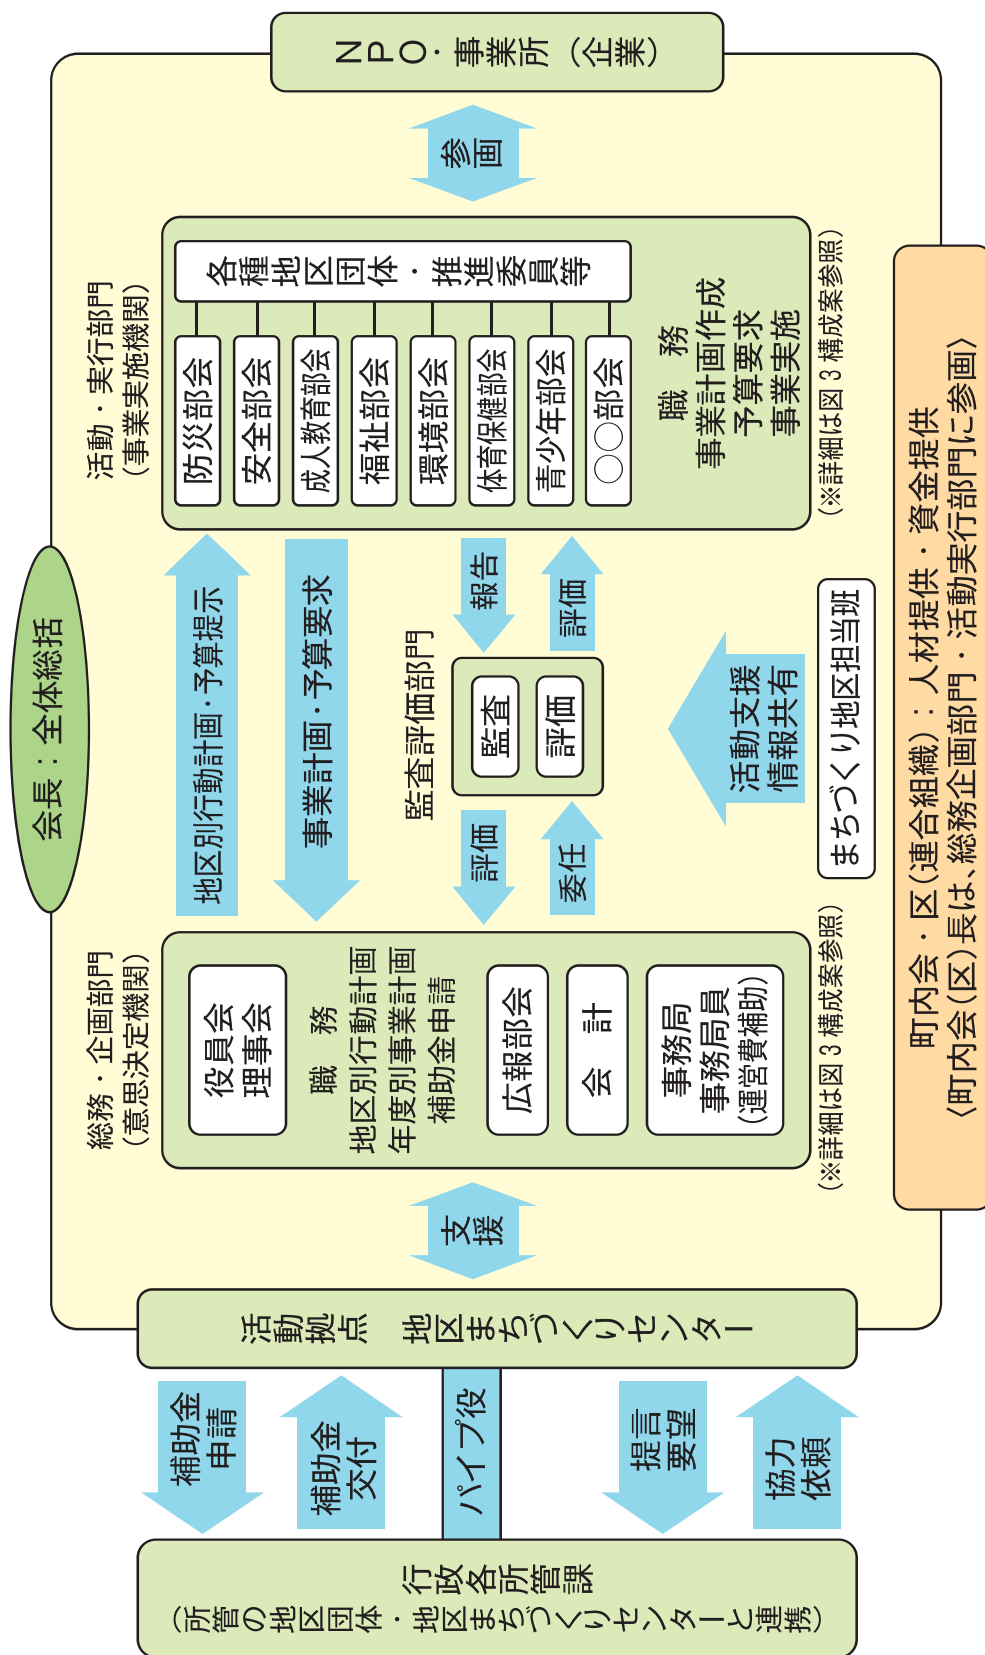 会長：全体総括
行政各所管課
（所管の地区団体・地区まちづくりセンターと連携）
補助金
申請
補助金
交付
パイプ役
提言
要望
協力
依頼
活動拠点　地区まちづくりセンター
支援
総務・企画部門
（意思決定機関）
役員会
理事会
職　務
地区別行動計画
年度別事業計画
補助金申請
広報部会
会　計
事務局
事務局員
（運営費補助）
（※詳細は図３構成案参照）
地区別行動計画・予算提示
事業計画・予算要求
監査評価部門
監査
評価
評価
委任
報告
評価
活動支援
情報共有
まちづくり地区担当班
活動・実行部門
（事業実施機関）
防災部会
安全部会
成人教育部会
福祉部会
環境部会
体育保健部会
青少年部会
○○部会
各種地区団体・推進委員等
職　務
事業計画作成
予算要求
事業実施
（※詳細は図３構成案参照）
参画
ＮＰＯ・事業所（企業）
町内会・区（連合組織）：人材提供・資金提供
〈町内会（区）長は、総務企画部門・活動実行部門に参画〉